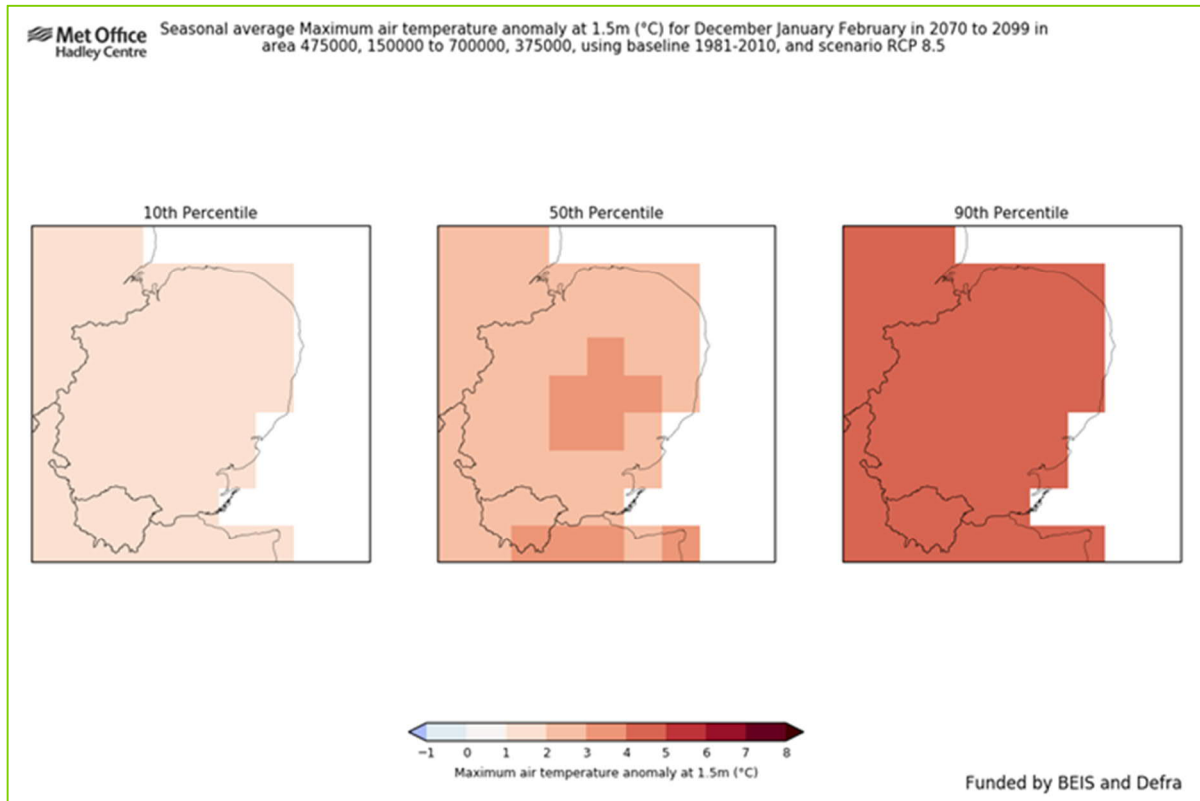 Met Office
Hadley Centre
Seasonal average Maximum air temperature anomaly at 1.5m (°C) for December January February in 2070 to 2099 in
area 475000, 150000 to 700000, 375000, using baseline 1981-2010, and scenario RCP 8.5
10th Percentile
50th Percentile
90th Percentile
−1 0 1 2 3 4 5 6 7 8
Maximum air temperature anomaly at 1.5m (°C)
Funded by BEIS and Defra